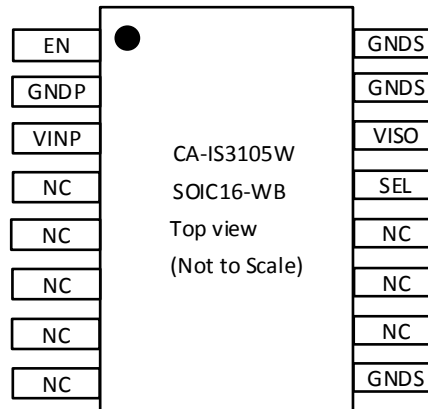 EN
GNDP
VINP
NC
NC
NC
NC
NC
CA-IS3105W
SOIC16-WB
Top view
(Not to Scale)
GNDS
GNDS
VISO
SEL
NC
NC
NC
GNDS